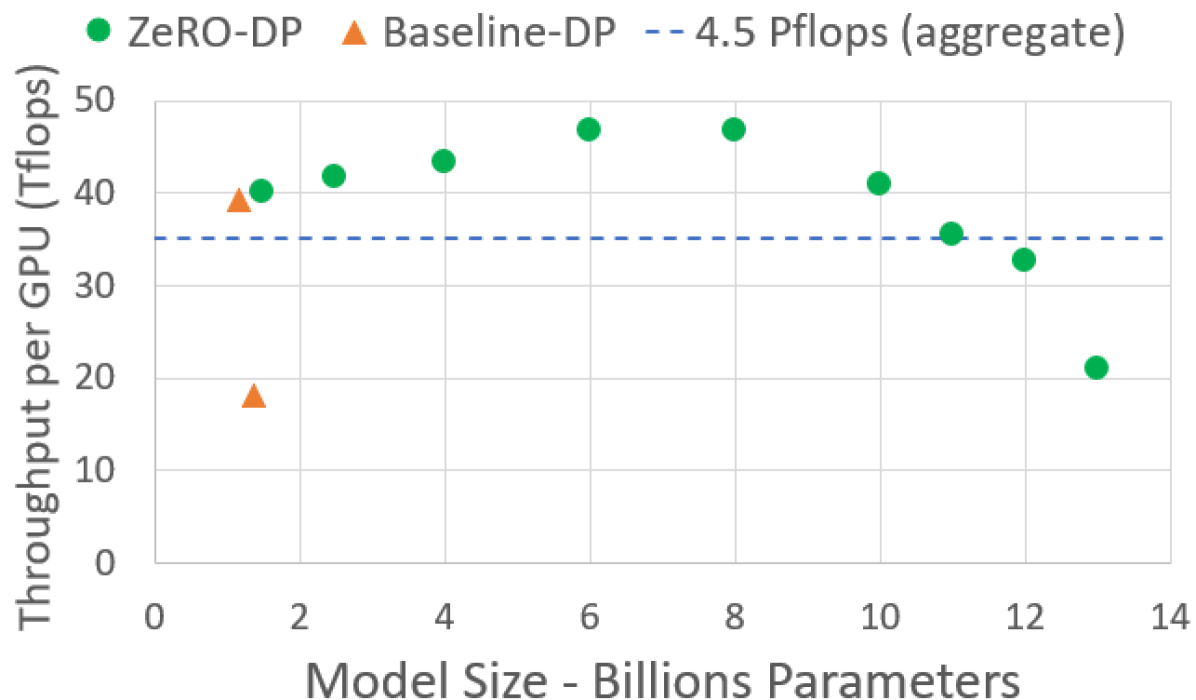 ZeRO-DP Baseline-DP 4.5 Pflops (aggregate)
Throughput per GPU (Tflops)
50
40
30
20
10
0
0 2 4 6 8 10 12 14
Model Size - Billions Parameters